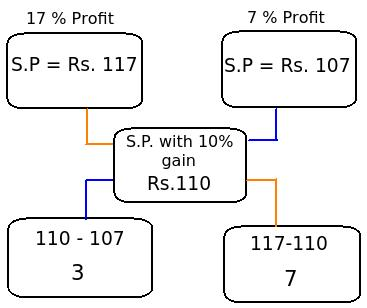 17 % Profit
7 % Profit
S.P = Rs. 117
S.P = Rs. 107
S.P. with 10%
gain
Rs.110
110 - 107
3
117-110
7